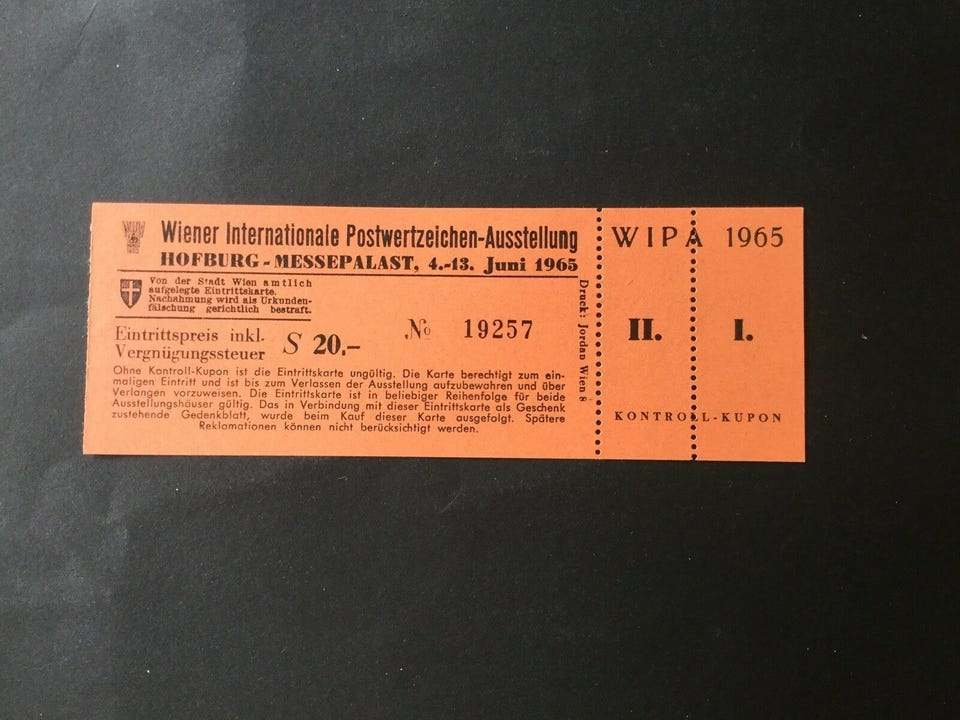 Wiener Internationale Postwertzeichen-Ausstellung
HOFBURG-MESSEPALAST, 4.-13. Juni 1965
Von der Stadt Wien amtlich
aufgelegte Eintrittskarte.
Nachahmung wird als Urkunden-
fälschung gerichtlich bestraft.
Eintrittspreis inkl.
Vergnügungssteuer
S 20.–
No 19257
Ohne Kontroll-Kupon ist die Eintrittskarte ungültig. Die Karte berechtigt zum ein-
maligen Eintritt und ist bis zum Verlassen der Ausstellung aufzubewahren und über
Verlangen vorzuweisen. Die Eintrittskarte ist in beliebiger Reihenfolge für beide
Ausstellungshäuser gültig. Das in Verbindung mit dieser Eintrittskarte als Geschenk
zustehende Gedenkblatt, wurde beim Kauf dieser Karte ausgefolgt. Spätere
Reklamationen können nicht berücksichtigt werden.
Druck: Jordan Wien 8
WIPA 1965
II. I.
KONTROLL-KUPON